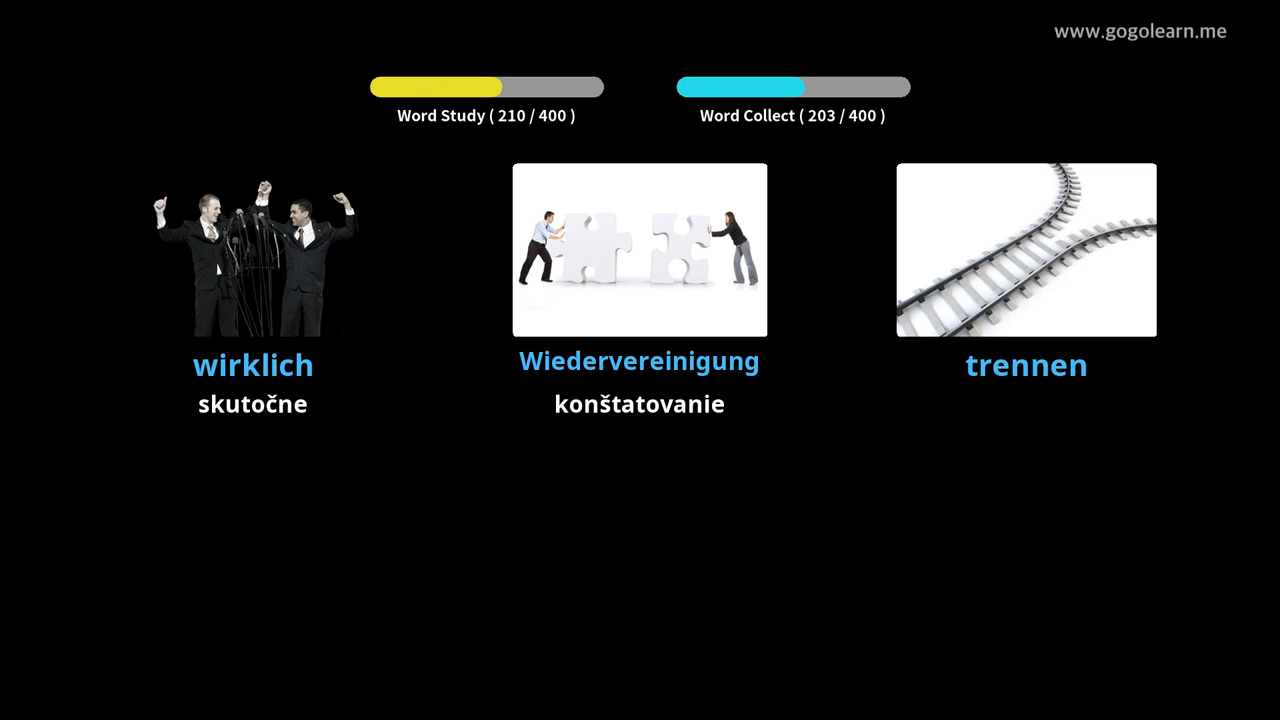 www.gogolearn.me
Word Study ( 210 / 400 )
Word Collect ( 203 / 400 )
wirklich
skutočne
Wiedervereinigung
konštatovanie
trennen